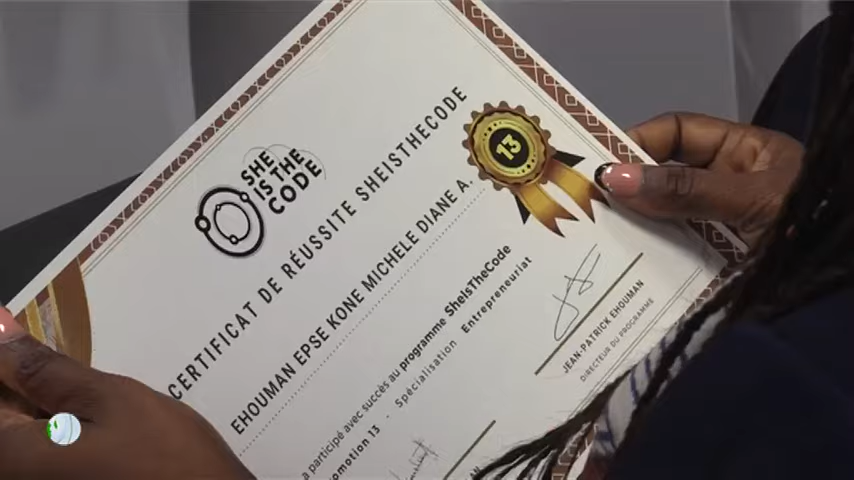 SHE
IS THE
CODE
13
CERTIFICAT DE RÉUSSITE SHEISTHECODE
EHOUMAN EPSE KONE MICHELE DIANE A.
a participé avec succès au programme SheIsTheCode
omotion 13 - Spécialisation Entrepreneuriat
JEAN-PATRICK EHOUMAN
DIRECTEUR DU PROGRAMME